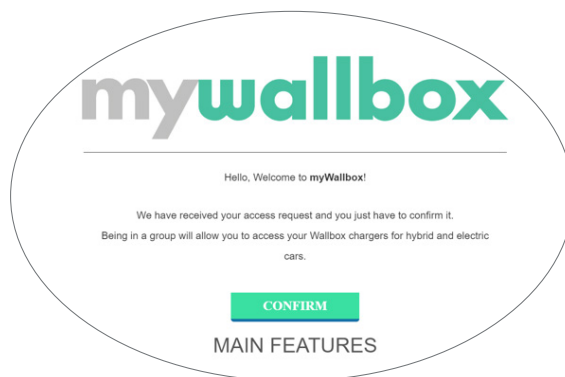 mywallbox
Hello, Welcome to myWallbox!
We have received your access request and you just have to confirm it.
Being in a group will allow you to access your Wallbox chargers for hybrid and electric
cars.
CONFIRM
MAIN FEATURES